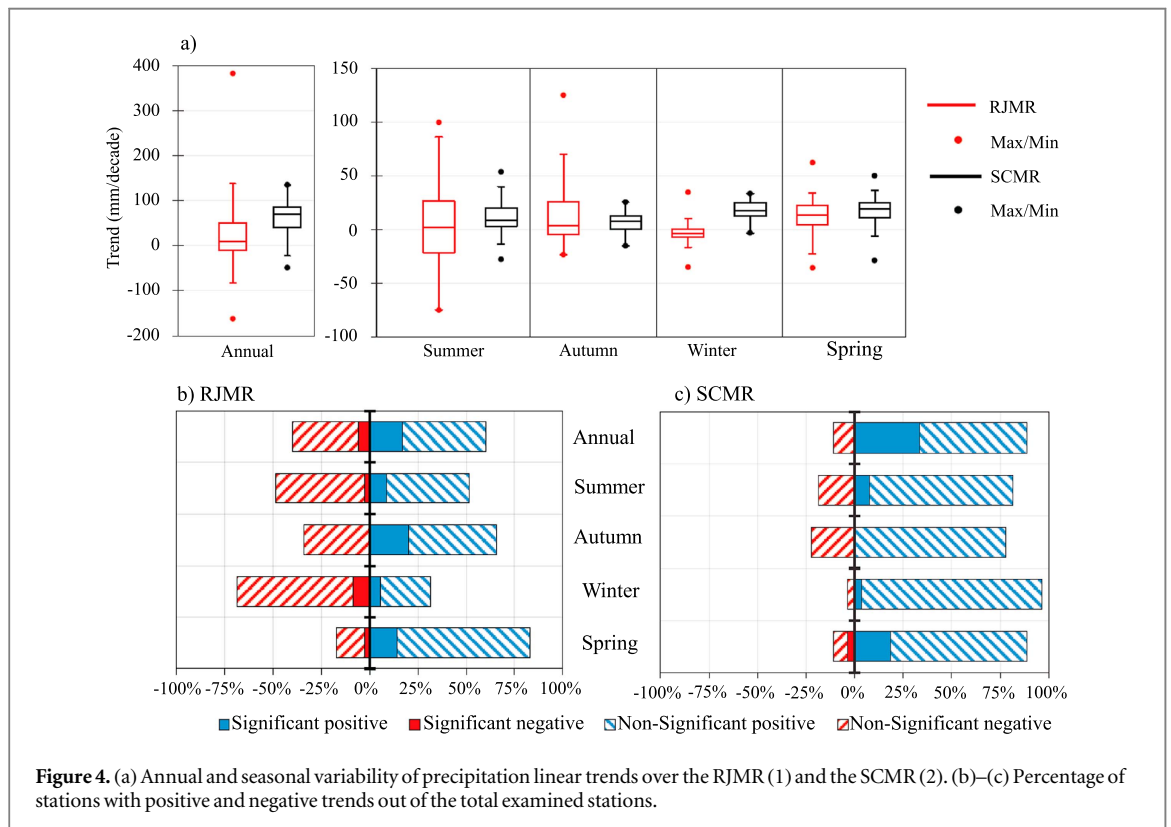 a)
400
300
200
100
0
-100
-200
Trend (mm/decade)
Annual
150
100
50
0
-50
-100
Summer Autumn Winter Spring
RJMR
Max/Min
SCMR
Max/Min
b) RJMR
c) SCMR
Annual
Summer
Autumn
Winter
Spring
-100% -75% -50% -25% 0% 25% 50% 75% 100%
-100% -75% -50% -25% 0% 25% 50% 75% 100%
Significant positive Significant negative Non-Significant positive Non-Significant negative
Figure 4. (a) Annual and seasonal variability of precipitation linear trends over the RJMR (1) and the SCMR (2). (b)–(c) Percentage of
stations with positive and negative trends out of the total examined stations.